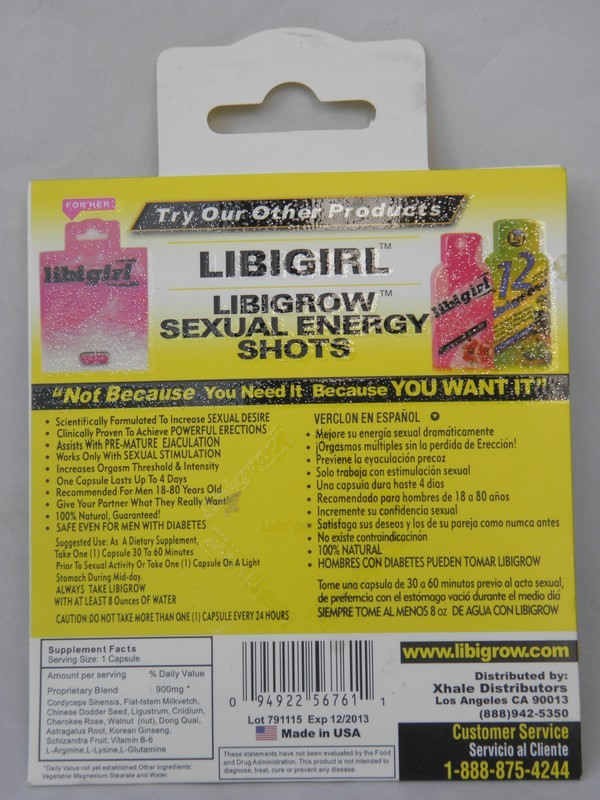 FOR HER
Try Our Other Products
libigirl
LIBIGIRL™
LIBIGROW™
SEXUAL ENERGY
SHOTS
libigirl
72
"Not Because You Need It Because YOU WANT IT"
• Scientifically Formulated To Increase SEXUAL DESIRE
• Clinically Proven To Achieve POWERFUL ERECTIONS
• Assists With PRE-MATURE EJACULATION
• Works Only With SEXUAL STIMULATION
• Increases Orgasm Threshold & Intensity
• One Capsule Lasts Up To 4 Days
• Recommended For Men 18-80 Years Old
• Give Your Partner What They Really Want
• 100% Natural, Guaranteed!
• SAFE EVEN FOR MEN WITH DIABETES
Suggested Use: As A Dietary Supplement,
Take One (1) Capsule 30 To 60 Minutes
Prior To Sexual Activity Or Take One (1) Capsule On A Light
Stomach During Mid-day.
ALWAYS TAKE LIBIGROW
WITH AT LEAST 8 Ounces OF WATER
CAUTION: DO NOT TAKE MORE THAN ONE (1) CAPSULE EVERY 24 HOURS
VERCLON EN ESPAÑOL
• Mejore su energía sexual dramáticamente
• ¡Orgasmos múltiples sin la perdida de Erección!
• Previene la eyaculación precoz
• Solo trabaja con estimulación sexual
• Una capsula dura hasta 4 días
• Recomendado para hombres de 18 a 80 años
• Incremente su confidencia sexual
• Satisfaga sus deseos y los de su pareja como nunca antes
• No existe contraindicación
• 100% NATURAL
• HOMBRES CON DIABETES PUEDEN TOMAR LIBIGROW
Tome una capsula de 30 a 60 minutos previo al acto sexual,
de prefernca con el estómago vació durante el medio dïa
SIEMPRE TOME AL MENOS 8 oz DE AGUA CON LIBIGROW
Supplement Facts
Serving Size: 1 Capsule
Amount per serving % Daily Value
Proprietary Blend 900mg *
Cordyceps Sinensis, Flat-Istem Milkvetch,
Chinese Dodder Seed, Ligustrum, Cnidium,
Cherokee Rose, Walnut (nut), Dong Quai,
Astragalus Root, Korean Ginseng,
Schizandra Fruit, Vitamin B-6
L-Arginine,L-Lysine,L-Glutamine
*Daily Value not yet established Other Ingredients:
Vegetable Magnesium Stearate and Water.
0 94922 56761 1
Lot 791115 Exp 12/2013
Made in USA
These statements have not been evaluated by the Food
and Drug Administration. This product is not intended to
diagnose, treat, cure or prevent any disease.
www.libigrow.com
Distributed by:
Xhale Distributors
Los Angeles CA 90013
(888)942-5350
Customer Service
Servicio al Cliente
1-888-875-4244